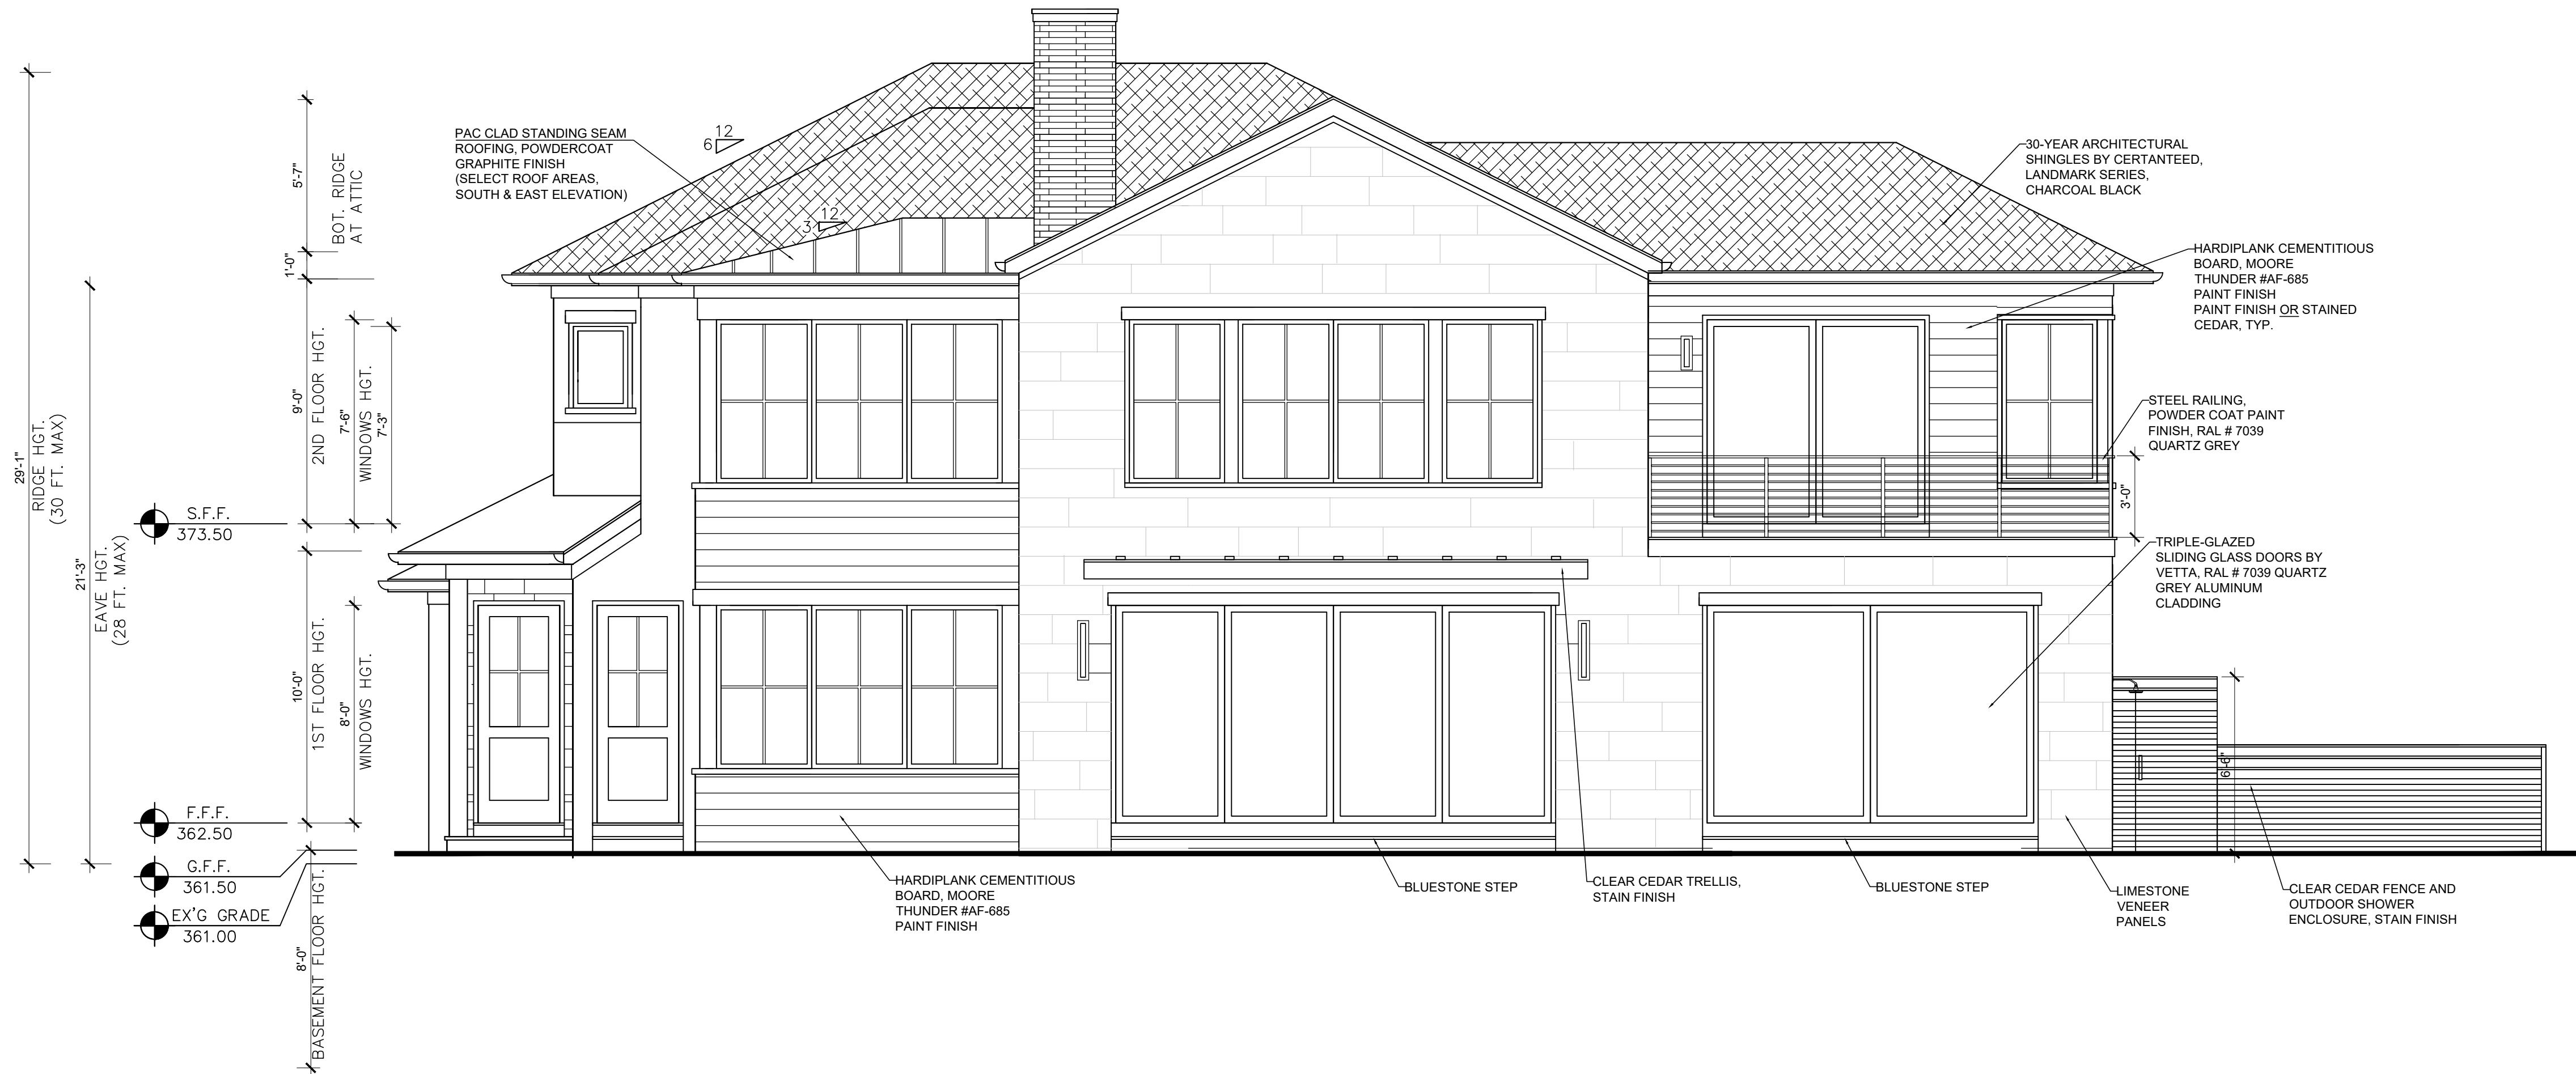 29'-1"
RIDGE HGT.
(30 FT. MAX)
21'-3"
EAVE HGT.
(28 FT. MAX)
S.F.F.
373.50
F.F.F.
362.50
G.F.F.
361.50
EX'G GRADE
361.00
5'-7"
BOT. RIDGE
AT ATTIC
1'-0"
9'-0"
2ND FLOOR HGT.
7'-6"
WINDOWS HGT.
7'-3"
10'-0"
1ST FLOOR HGT.
8'-0"
WINDOWS HGT.
8'-0"
BASEMENT FLOOR HGT.
PAC CLAD STANDING SEAM
ROOFING, POWDERCOAT
GRAPHITE FINISH
(SELECT ROOF AREAS,
SOUTH & EAST ELEVATION)
12
6
12
3
30-YEAR ARCHITECTURAL
SHINGLES BY CERTANTEED,
LANDMARK SERIES,
CHARCOAL BLACK
HARDIPLANK CEMENTITIOUS
BOARD, MOORE
THUNDER #AF-685
PAINT FINISH
PAINT FINISH OR STAINED
CEDAR, TYP.
STEEL RAILING,
POWDER COAT PAINT
FINISH, RAL # 7039
QUARTZ GREY
3'-0"
TRIPLE-GLAZED
SLIDING GLASS DOORS BY
VETTA, RAL # 7039 QUARTZ
GREY ALUMINUM
CLADDING
6'-6"
HARDIPLANK CEMENTITIOUS
BOARD, MOORE
THUNDER #AF-685
PAINT FINISH
BLUESTONE STEP
CLEAR CEDAR TRELLIS,
STAIN FINISH
BLUESTONE STEP
LIMESTONE
VENEER
PANELS
CLEAR CEDAR FENCE AND
OUTDOOR SHOWER
ENCLOSURE, STAIN FINISH